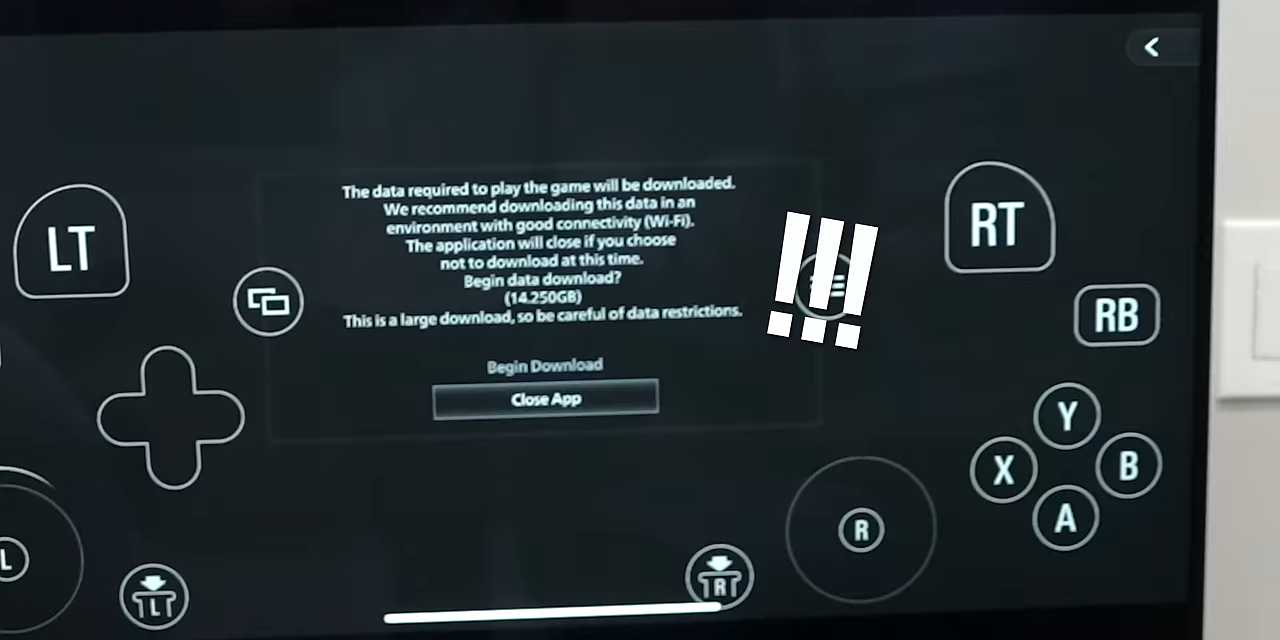 LT
The data required to play the game will be downloaded.
We recommend downloading this data in an
environment with good connectivity (Wi-Fi).
The application will close if you choose
not to download at this time.
Begin data download?
(14.250GB)
This is a large download, so be careful of data restrictions.
Begin Download
Close App
!!!
RT
RB
Y
X
B
A
L
R
L
R